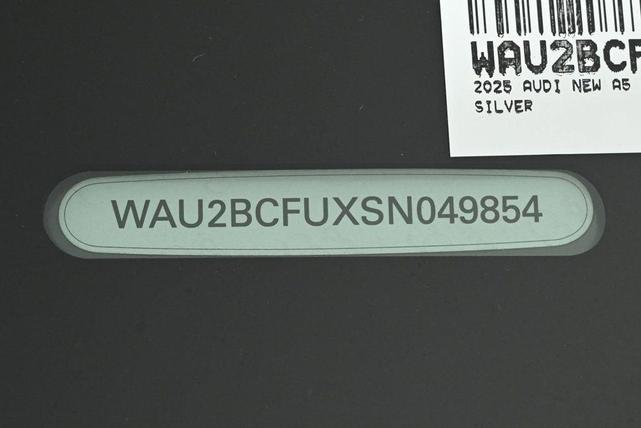 WAU2BCF
2025 AUDI NEW A5
SILVER
WAU2BCFUXSN049854